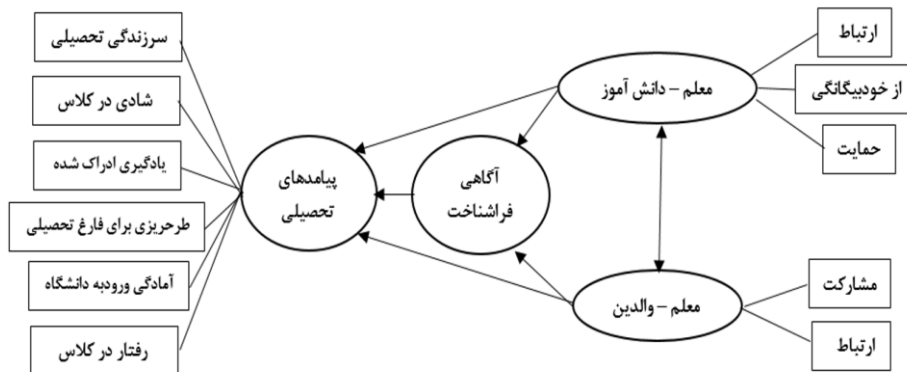 ارتباط
از خودبیگانگی
حمایت
معلم – دانش آموز
آگاهی
فراشناخت
پیامدهای
تحصیلی
معلم – والدین
مشارکت
ارتباط
سرزندگی تحصیلی
شادی در کلاس
یادگیری ادراک شده
طرحریزی برای فارغ تحصیلی
آمادگی ورودبه دانشگاه
رفتار در کلاس